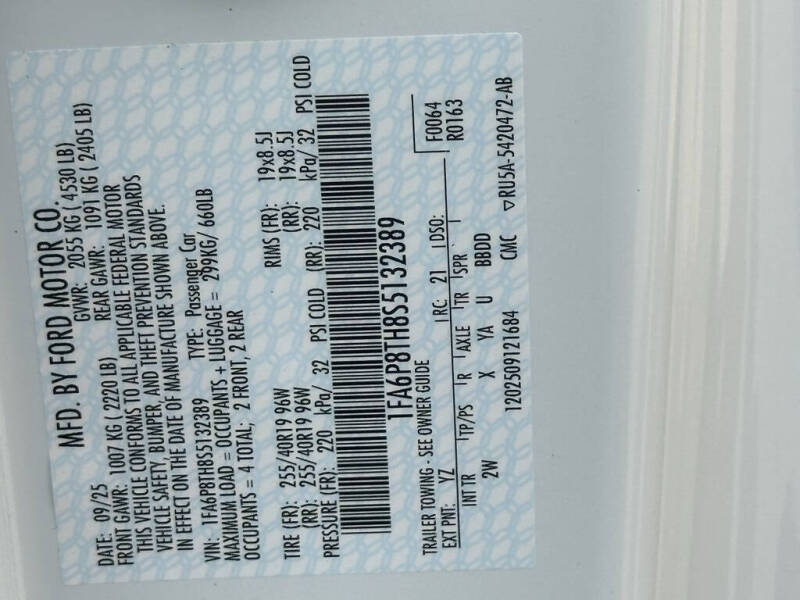 MFD. BY FORD MOTOR CO.
DATE: 09/25 GVWR: 2055 KG ( 4530 LB)
FRONT GAWR: 1007 KG ( 2220 LB) REAR GAWR: 1091 KG ( 2405 LB)
THIS VEHICLE CONFORMS TO ALL APPLICABLE FEDERAL MOTOR
VEHICLE SAFETY, BUMPER, AND THEFT PREVENTION STANDARDS
IN EFFECT ON THE DATE OF MANUFACTURE SHOWN ABOVE.
VIN: 1FA6P8TH8S5132389 TYPE: Passenger Car
MAXIMUM LOAD = OCCUPANTS + LUGGAGE = 299KG/ 660LB
OCCUPANTS = 4 TOTAL; 2 FRONT, 2 REAR
TIRE (FR): 255/40R19 96W RIMS (FR): 19x8.5J
(RR): 255/40R19 96W (RR): 19x8.5J
PRESSURE (FR): 220 kPa/ 32 PSI COLD (RR): 220 kPa/ 32 PSI COLD
1FA6P8TH8S5132389
TRAILER TOWING - SEE OWNER GUIDE F0064
EXT PNT: YZ RC: 21 DSO: R0163
INT TR TP/PS R AXLE TR SPR
2W X YA U BBDD
1202509121684 CMC ▽RU5A-5420472-AB